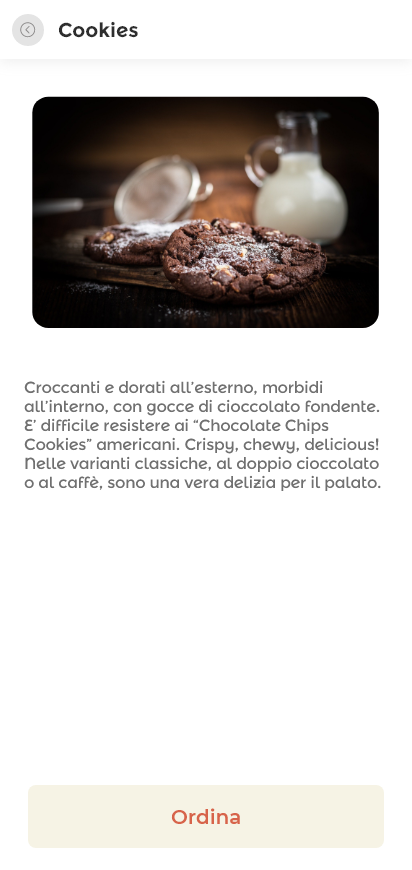 Cookies
Croccanti e dorati all’esterno, morbidi
all’interno, con gocce di cioccolato fondente.
E’ difficile resistere ai “Chocolate Chips
Cookies” americani. Crispy, chewy, delicious!
Nelle varianti classiche, al doppio cioccolato
o al caffè, sono una vera delizia per il palato.
Ordina